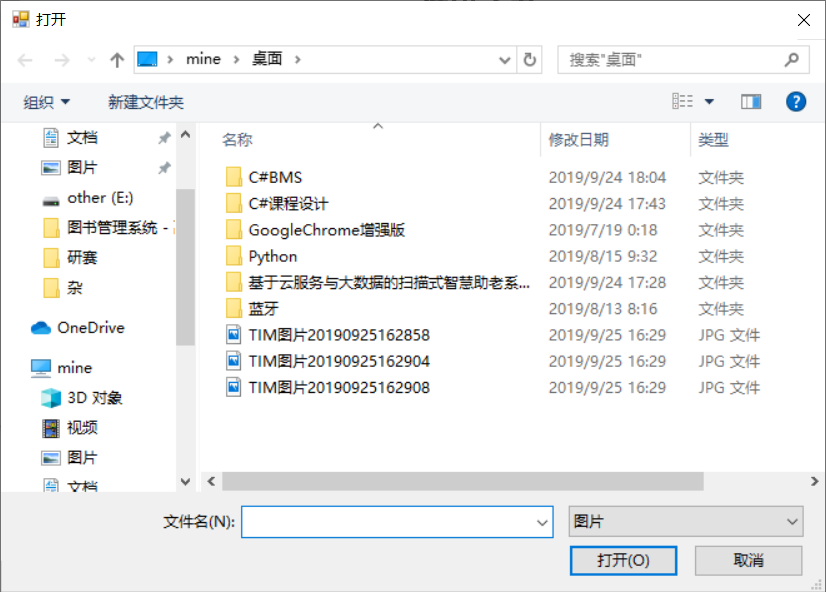 打开
mine 桌面
搜索"桌面"
组织 新建文件夹
名称 修改日期 类型
文档
图片
other (E:)
图书管理系统 -
研赛
杂
OneDrive
mine
3D 对象
视频
图片
文档
C#BMS 2019/9/24 18:04 文件夹
C#课程设计 2019/9/24 17:43 文件夹
GoogleChrome增强版 2019/7/19 0:18 文件夹
Python 2019/8/15 9:32 文件夹
基于云服务与大数据的扫描式智慧助老系... 2019/9/24 17:28 文件夹
蓝牙 2019/8/13 8:16 文件夹
TIM图片20190925162858 2019/9/25 16:29 JPG 文件
TIM图片20190925162904 2019/9/25 16:29 JPG 文件
TIM图片20190925162908 2019/9/25 16:29 JPG 文件
文件名(N):
图片
打开(O) 取消